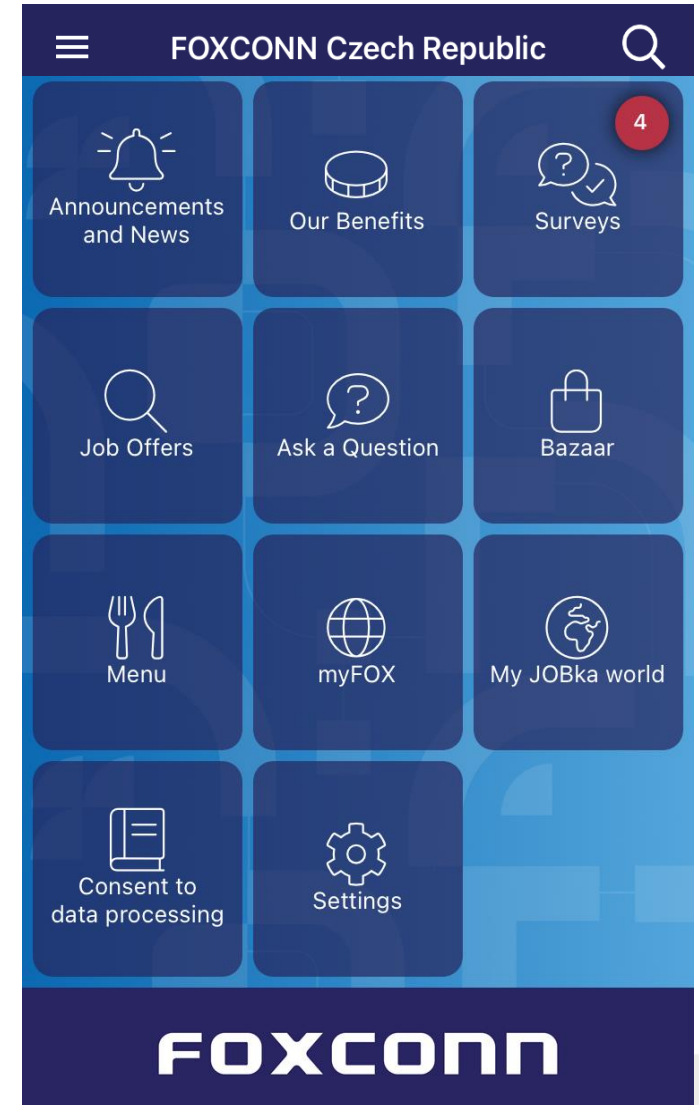 FOXCONN Czech Republic
4
Announcements
and News
Our Benefits
Surveys
Job Offers
Ask a Question
Bazaar
Menu
myFOX
My JOBka world
Consent to
data processing
Settings
FOXCONN